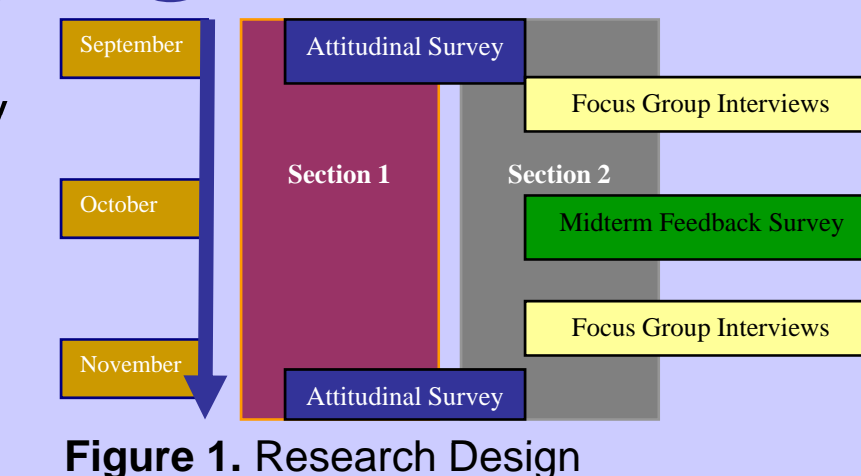 September
Attitudinal Survey
Focus Group Interviews
Section 1
Section 2
October
Midterm Feedback Survey
Focus Group Interviews
November
Attitudinal Survey
Figure 1. Research Design